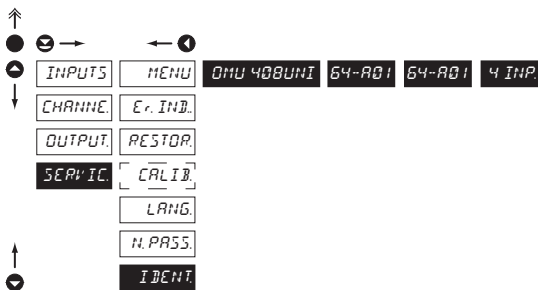 INPUTS MENU OMU 408UNI 64-A01 64-A01 4 INP.
CHANNE. Er. IND..
OUTPUT. RESTOR.
SERVIC. CALIB.
LANG.
N. PASS.
IDENT.